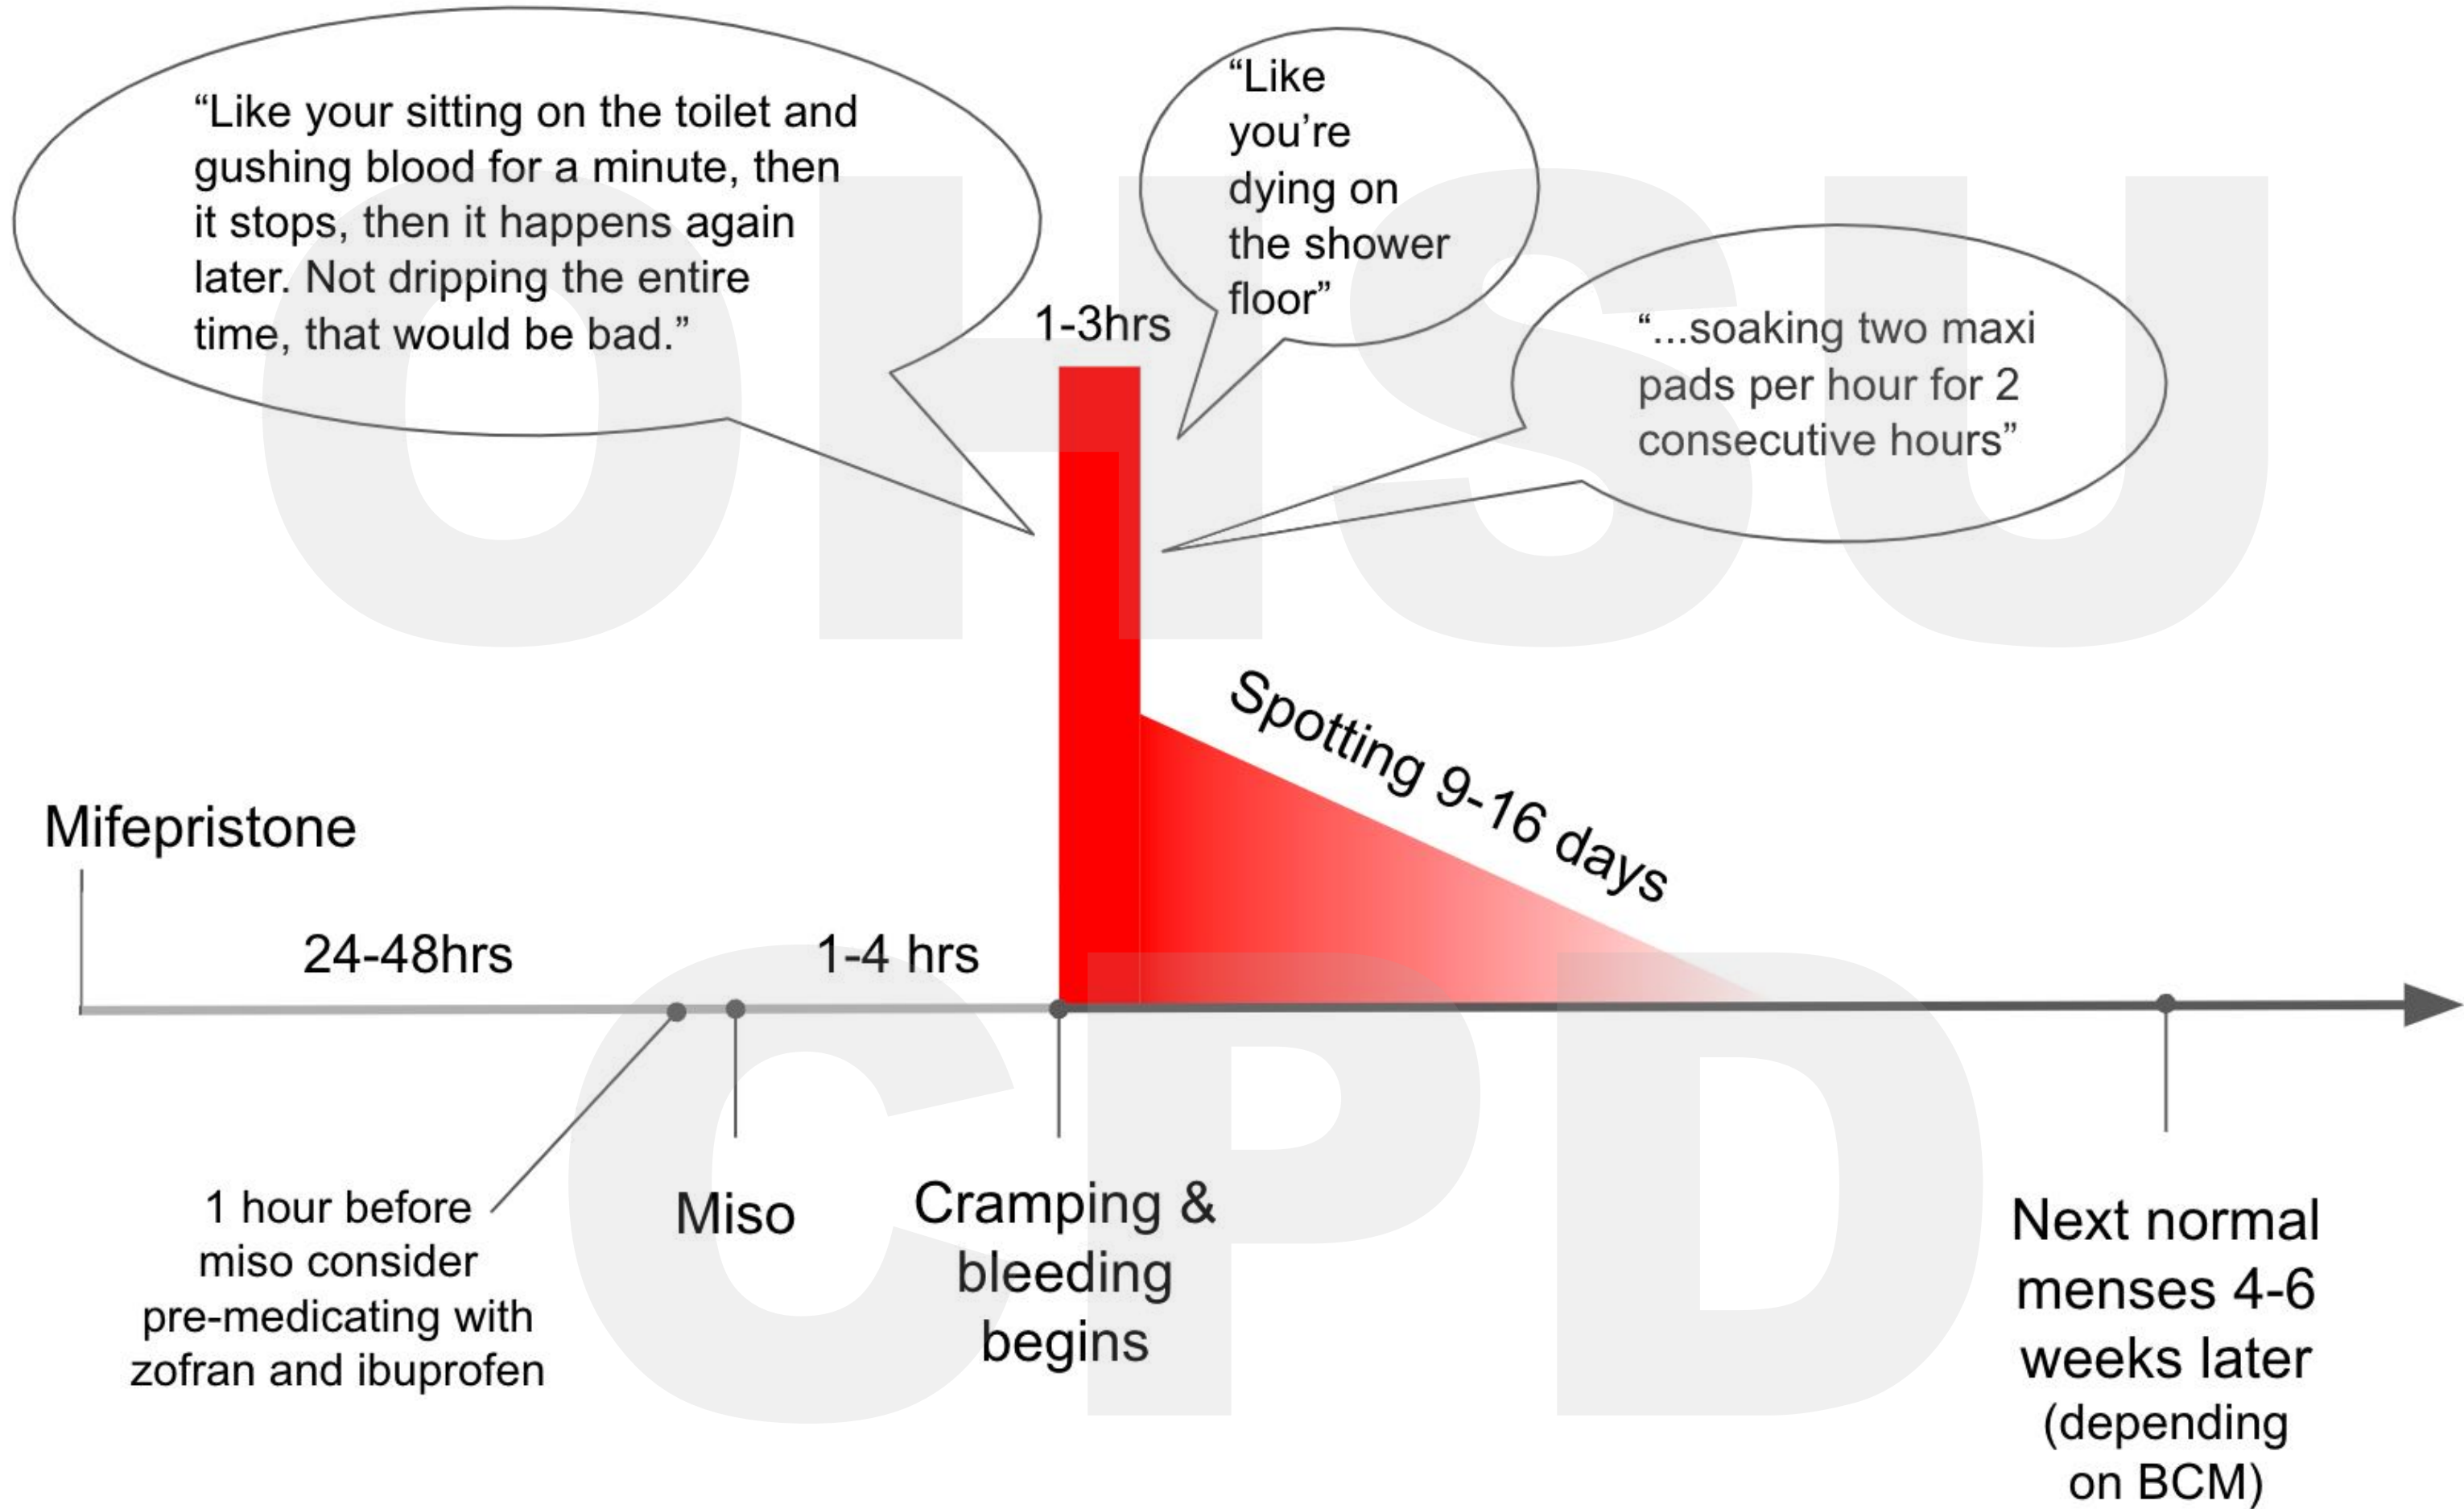 “Like your sitting on the toilet and
gushing blood for a minute, then
it stops, then it happens again
later. Not dripping the entire
time, that would be bad.”
“Like
you’re
dying on
the shower
floor”
1-3hrs
“...soaking two maxi
pads per hour for 2
consecutive hours”
Spotting 9-16 days
Mifepristone
24-48hrs
1-4 hrs
1 hour before
miso consider
pre-medicating with
zofran and ibuprofen
Miso
Cramping &
bleeding
begins
Next normal
menses 4-6
weeks later
(depending
on BCM)
OHSU
CPD